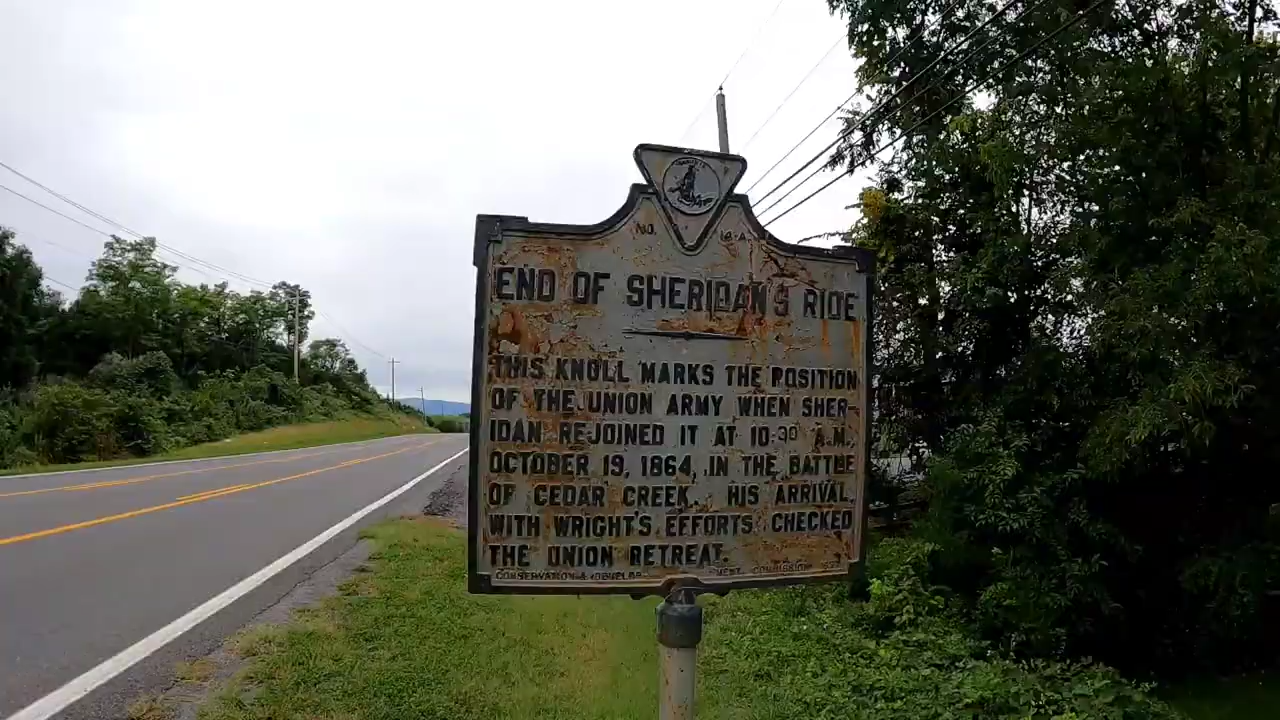 NO.
END OF SHERIDAN'S RIDE
THIS KNOLL MARKS THE POSITION
OF THE UNION ARMY WHEN SHER-
IDAN REJOINED IT AT 10:30 A.M.
OCTOBER 19, 1864, IN THE BATTLE
OF CEDAR CREEK. HIS ARRIVAL,
WITH WRIGHT'S EFFORTS, CHECKED
THE UNION RETREAT.
CONSERVATION & DEVELOPMENT COMMISSION